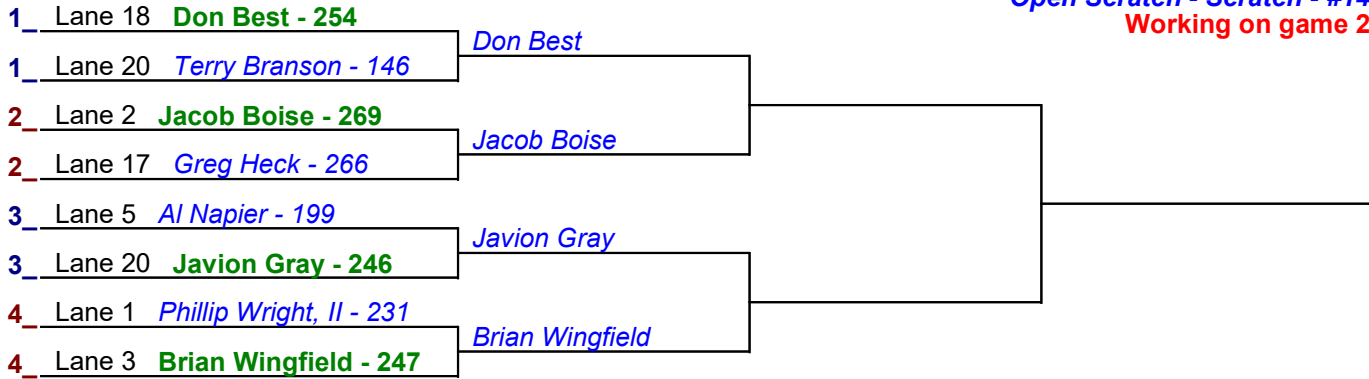 Open Scratch - Scratch - #14
Working on game 2
1_ Lane 18 Don Best - 254
Don Best
1_ Lane 20 Terry Branson - 146
2_ Lane 2 Jacob Boise - 269
Jacob Boise
2_ Lane 17 Greg Heck - 266
3_ Lane 5 Al Napier - 199
Javion Gray
3_ Lane 20 Javion Gray - 246
4_ Lane 1 Phillip Wright, II - 231
Brian Wingfield
4_ Lane 3 Brian Wingfield - 247